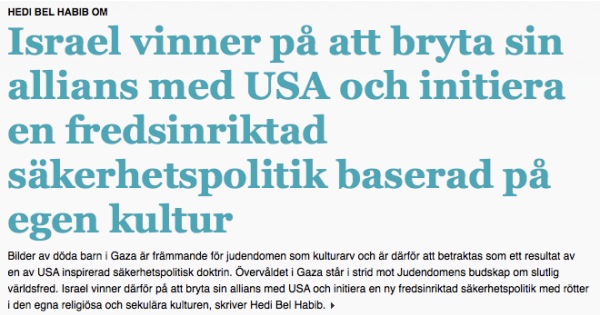 HEDI BEL HABIB OM
Israel vinner på att bryta sin
allians med USA och initiera
en fredsinriktad
säkerhetspolitik baserad på
egen kultur
Bilder av döda barn i Gaza är främmande för judendomen som kulturarv och är därför att betraktas som ett resultat av
en av USA inspirerad säkerhetspolitisk doktrin. Övervåldet i Gaza står i strid mot Judendomens budskap om slutlig
världsfred. Israel vinner därför på att bryta sin allians med USA och initiera en ny fredsinriktad säkerhetspolitik med rötter
i den egna religiösa och sekulära kulturen, skriver Hedi Bel Habib.